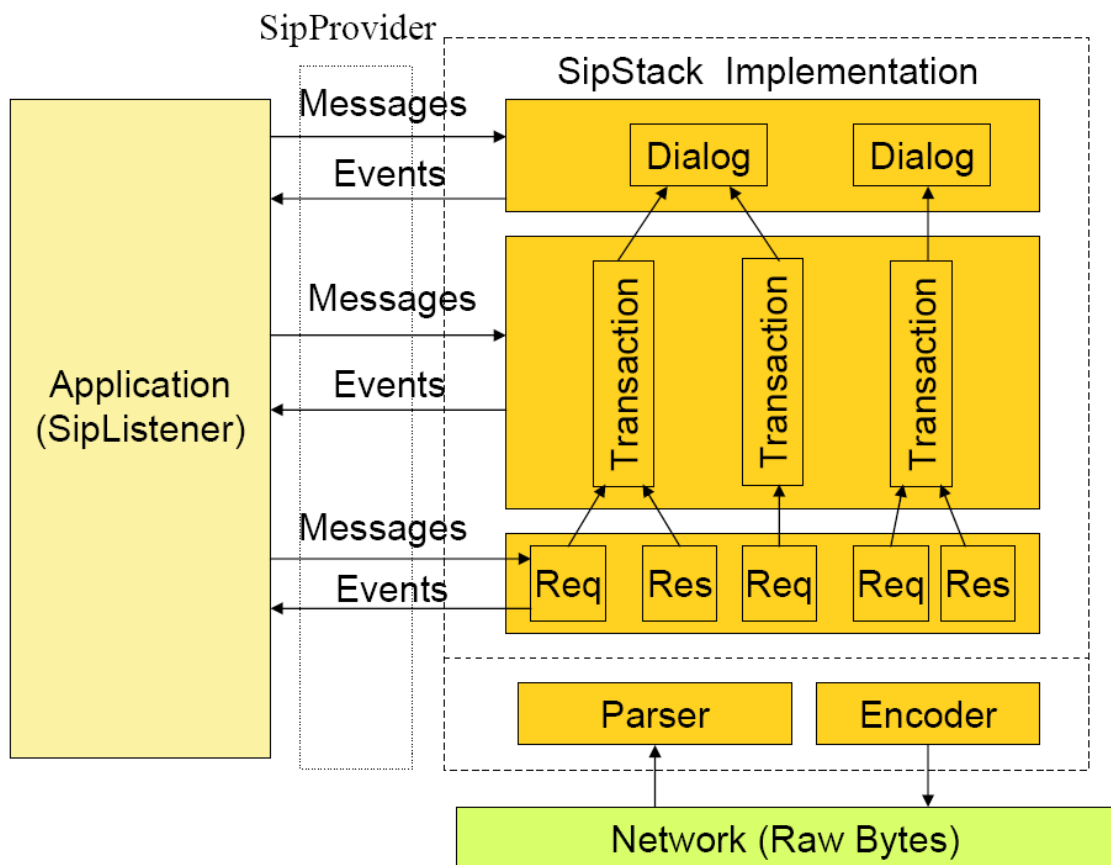 SipProvider
SipStack Implementation
Messages
Dialog
Dialog
Events
Messages
Transaction
Transaction
Transaction
Application
(SipListener)
Events
Messages
Req
Res
Req
Req
Res
Events
Parser
Encoder
Network (Raw Bytes)